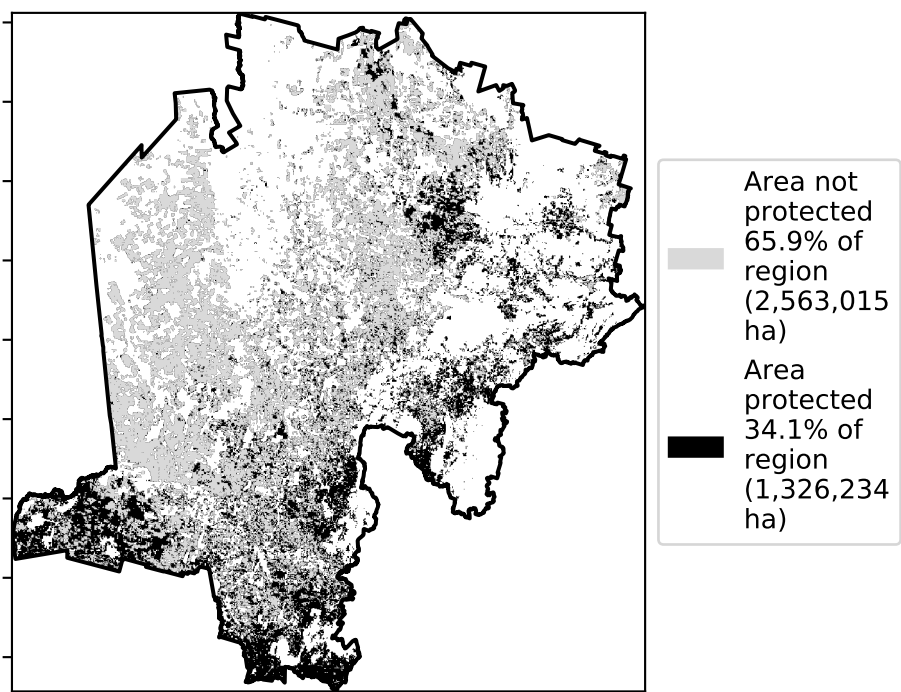 Area not
protected
65.9% of
region
(2,563,015
ha)
Area
protected
34.1% of
region
(1,326,234
ha)